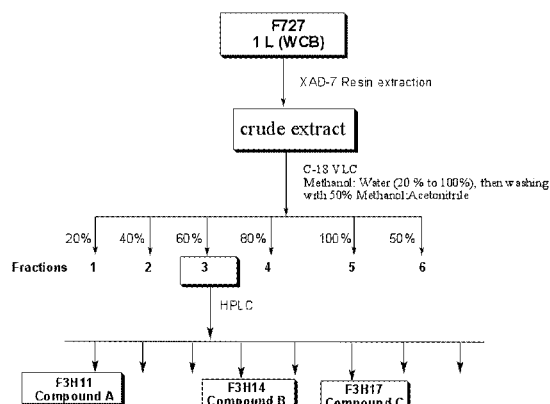 F727
1 L (WCB)
XAD-7 Resin extraction
crude extract
C-18 VLC
Methanol: Water (20 % to 100%), then washing
with 50% Methanol:Acetonitrile
20% 40% 60% 80% 100% 50%
Fractions 1 2 3 4 5 6
HPLC
F3H11 F3H14 F3H17
Compound A Compound B Compound C